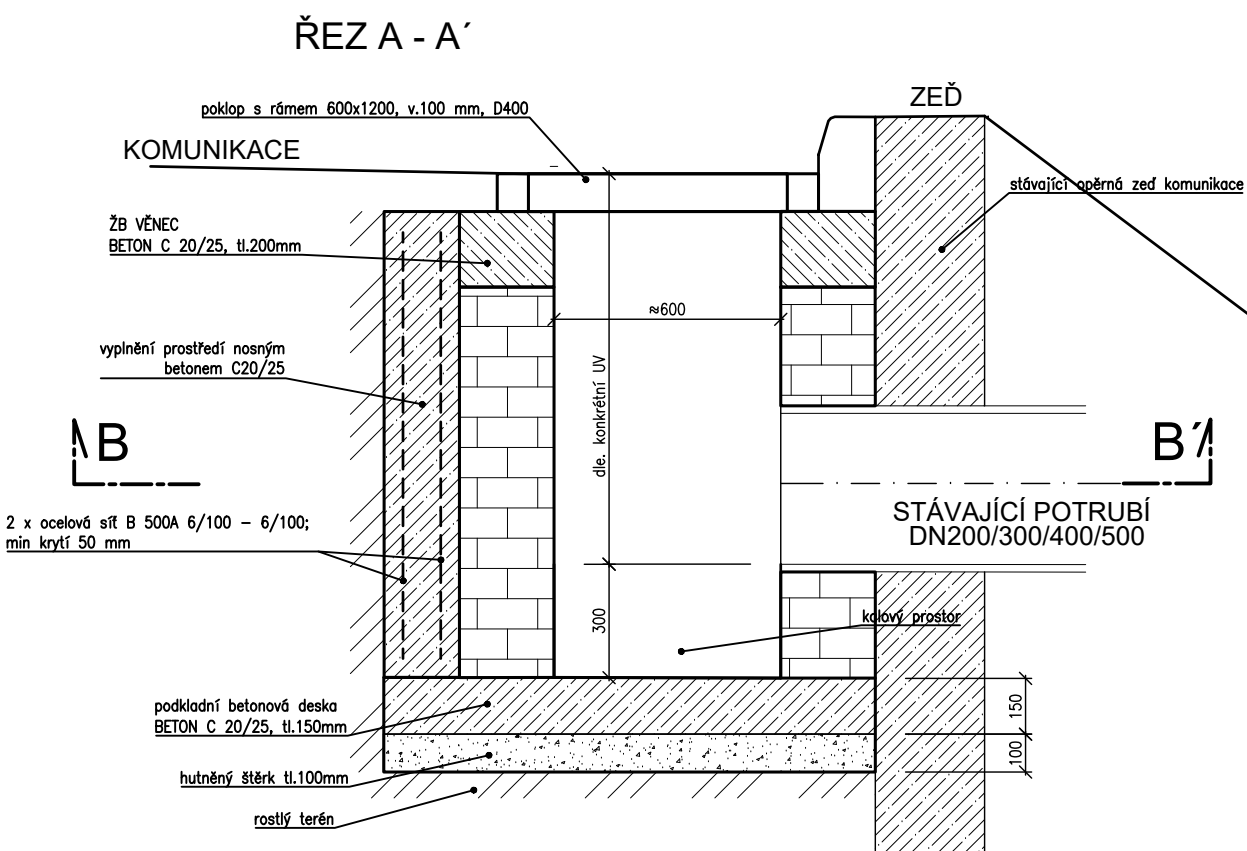 ŘEZ A - A´
poklop s rámem 600x1200, v.100 mm, D400
ZEĎ
KOMUNIKACE
stávající opěrná zeď komunikace
ŽB VĚNEC
BETON C 20/25, tl.200mm
≈600
vyplnění prostředí nosným
betonem C20/25
dle. konkrétní UV
B
B´
STÁVAJÍCÍ POTRUBÍ
DN200/300/400/500
2 x ocelová síť B 500A 6/100 – 6/100;
min krytí 50 mm
300
kalový prostor
podkladní betonová deska
BETON C 20/25, tl.150mm
150
100
hutněný štěrk tl.100mm
rostlý terén